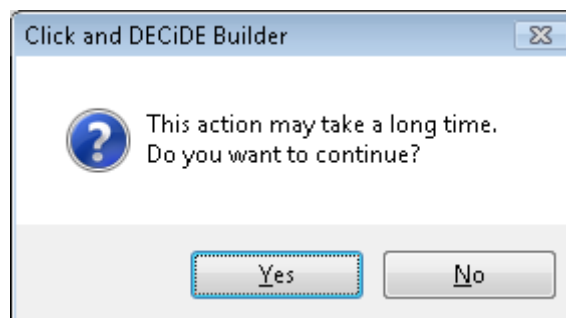 Click and DECiDE Builder
This action may take a long time.
Do you want to continue?
Yes
No